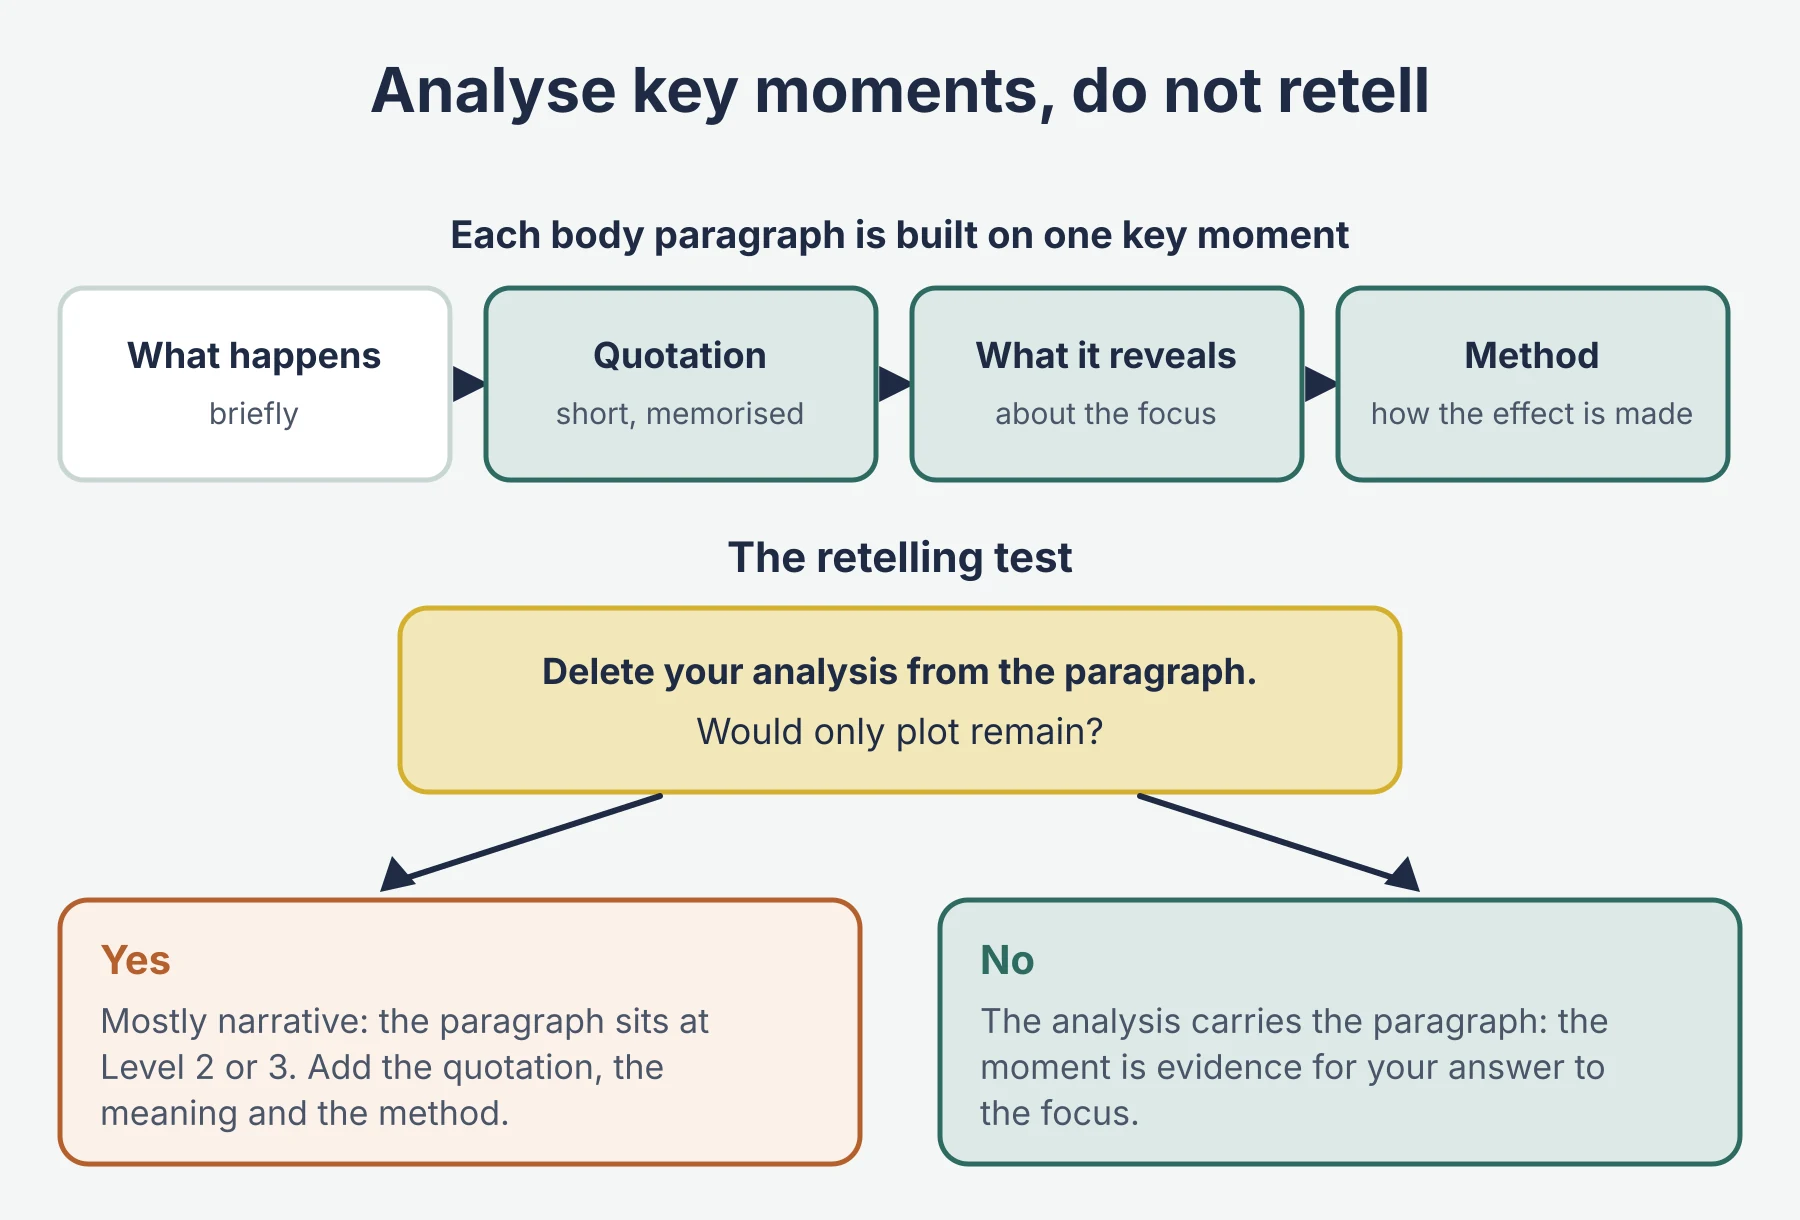 Analyse key moments, do not retell
Each body paragraph is built on one key moment
What happens
briefly
Quotation
short, memorised
What it reveals
about the focus
Method
how the effect is made
The retelling test
Delete your analysis from the paragraph.
Would only plot remain?
Yes
Mostly narrative: the paragraph sits at
Level 2 or 3. Add the quotation, the
meaning and the method.
No
The analysis carries the paragraph: the
moment is evidence for your answer to
the focus.